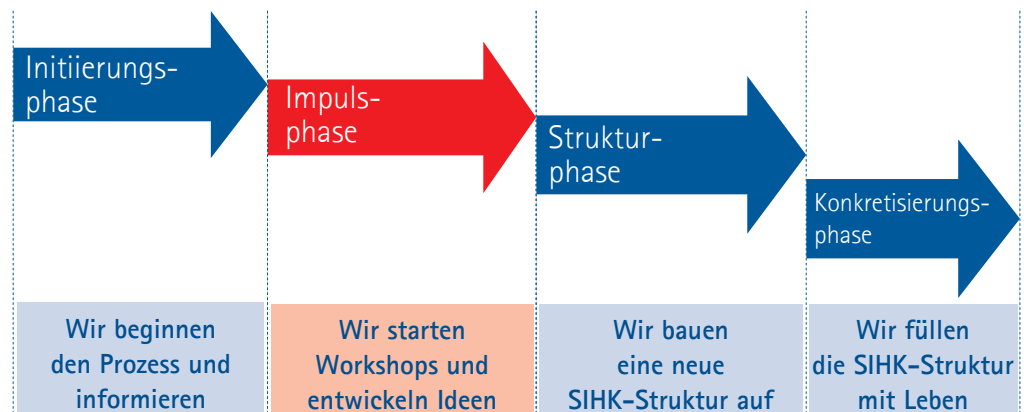 Initiierungs-
phase
Impuls-
phase
Struktur-
phase
Konkretisierungs-
phase
Wir beginnen
den Prozess und
informieren
Wir starten
Workshops und
entwickeln Ideen
Wir bauen
eine neue
SIHK-Struktur auf
Wir füllen
die SIHK-Struktur
mit Leben